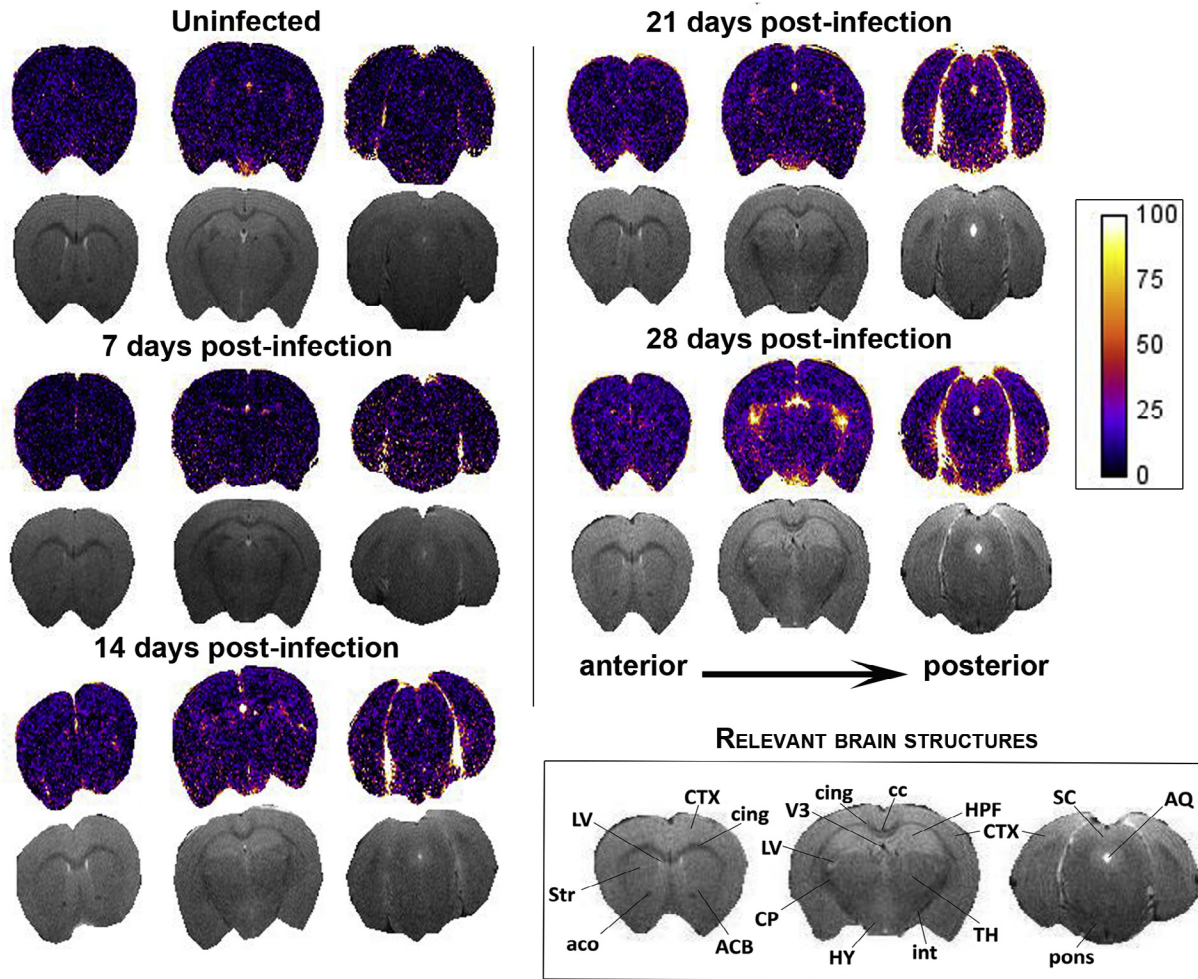 Uninfected
21 days post-infection
100
75
50
25
0
7 days post-infection
28 days post-infection
14 days post-infection
anterior
posterior
RELEVANT BRAIN STRUCTURES
CTX
LV
cing
Str
aco
ACB
cing
cc
V3
HPF
LV
CTX
CP
HY
int
TH
SC
AQ
pons